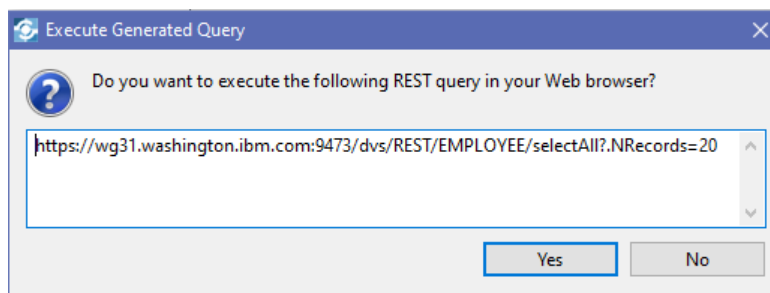 Execute Generated Query
Do you want to execute the following REST query in your Web browser?
https://wg31.washington.ibm.com:9473/dvs/REST/EMPLOYEE/selectAll?.NRecords=20
Yes No